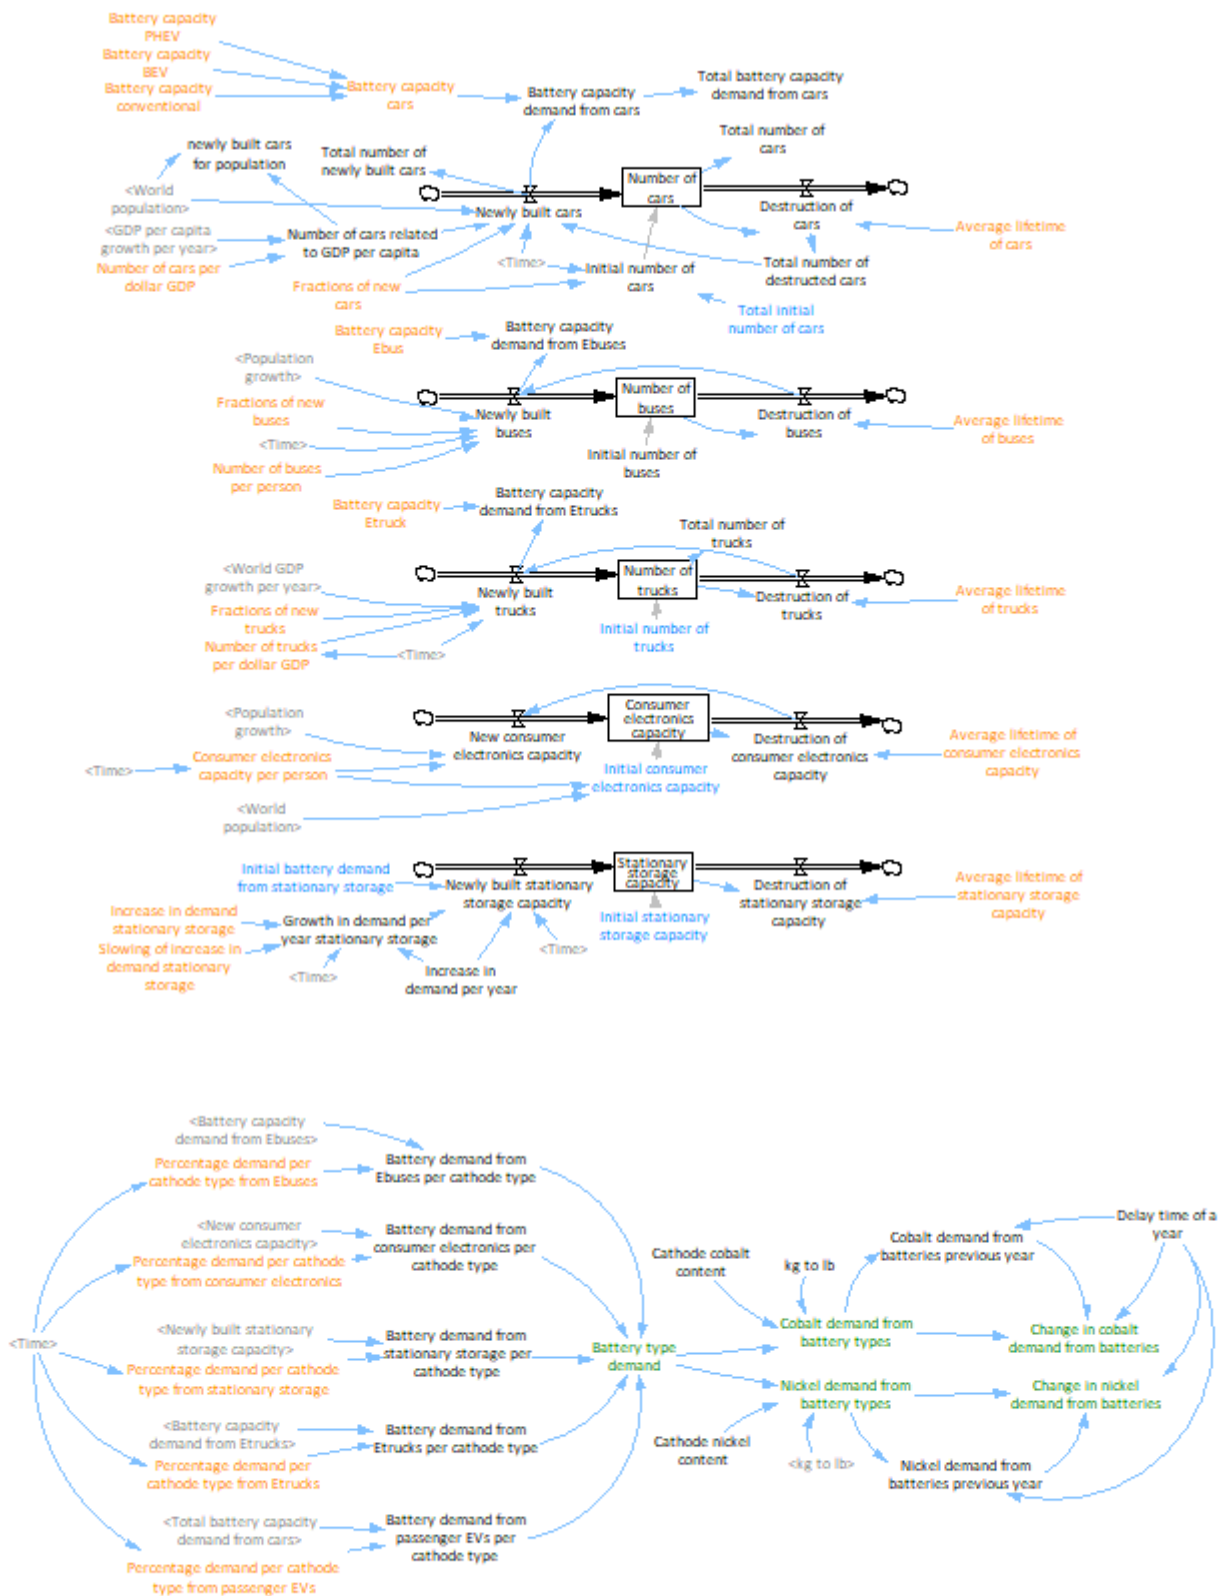 Battery capacity
PHEV
Battery capacity
BEV
Battery capacity
conventional
Battery capacity
cars
Battery capacity
demand from cars
Total battery capacity
demand from cars
newly built cars
for population
Total number of
newly built cars
Total number of
cars
Number of
cars
<World
population>
Newly built cars
Destruction of
cars
<GDP per capita
growth per year>
Number of cars related
to GDP per capita
Average lifetime
of cars
Number of cars per
dollar GDP
<Time>
Initial number of
cars
Total number of
destructed cars
Fractions of new
cars
Total initial
number of cars
Battery capacity
Ebus
Battery capacity
demand from Ebuses
<Population
growth>
Number of
buses
Fractions of new
buses
Newly built
buses
Destruction of
buses
Average lifetime
of buses
<Time>
Number of buses
per person
Initial number of
buses
Battery capacity
Etruck
Battery capacity
demand from Etrucks
Total number of
trucks
<World GDP
growth per year>
Number of
trucks
Newly built
trucks
Destruction of
trucks
Average lifetime
of trucks
Fractions of new
trucks
Number of trucks
per dollar GDP
<Time>
Initial number of
trucks
<Population
growth>
Consumer
electronics
capacity
New consumer
electronics capacity
Destruction of
consumer electronics
capacity
Average lifetime of
consumer electronics
capacity
<Time>
Consumer electronics
capacity per person
Initial consumer
electronics capacity
<World
population>
Initial battery demand
from stationary storage
Stationary
storage
capacity
Newly built stationary
storage capacity
Destruction of
stationary storage
capacity
Average lifetime of
stationary storage
capacity
Increase in demand
stationary storage
Growth in demand per
year stationary storage
Initial stationary
storage capacity
Slowing of increase in
demand stationary
storage
<Time>
<Time>
Increase in
demand per year
<Battery capacity
demand from Ebuses>
Percentage demand per
cathode type from Ebuses
Battery demand from
Ebuses per cathode type
<New consumer
electronics capacity>
Percentage demand per cathode
type from consumer electronics
Battery demand from
consumer electronics per
cathode type
Cathode cobalt
content
kg to lb
Cobalt demand from
batteries previous year
Delay time of a
year
<Time>
<Newly built stationary
storage capacity>
Percentage demand per cathode
type from stationary storage
Battery demand from
stationary storage per
cathode type
Battery type
demand
Cobalt demand from
battery types
Change in cobalt
demand from batteries
Nickel demand from
battery types
Change in nickel
demand from batteries
<Battery capacity
demand from Etrucks>
Percentage demand per
cathode type from Etrucks
Battery demand from
Etrucks per cathode type
Cathode nickel
content
<kg to lb>
Nickel demand from
batteries previous year
<Total battery capacity
demand from cars>
Percentage demand per cathode
type from passenger EVs
Battery demand from
passenger EVs per
cathode type